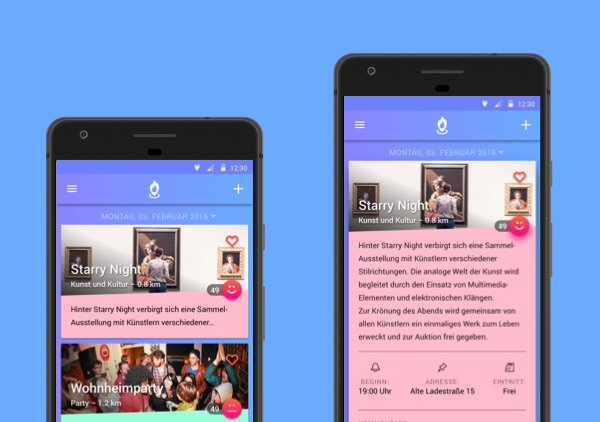 12:30
MONTAG, 03. FEBRUAR 2016
Starry Night
Kunst und Kultur – 0.8 km
49
Hinter Starry Night verbirgt sich eine Sammel-
Ausstellung mit Künstlern verschiedener...
Wohnheimparty
Party – 1.2 km
49
12:30
MONTAG, 03. FEBRUAR 2016
Starry Night
Kunst und Kultur – 0.8 km
49
Hinter Starry Night verbirgt sich eine Sammel-
Ausstellung mit Künstlern verschiedener
Stilrichtungen. Die analoge Welt der Kunst wird
begleitet durch den Einsatz von Multimedia-
Elementen und elektronischen Klängen.
Zur Krönung des Abends wird gemeinsam von
allen Künstlern ein einmaliges Werk zum Leben
erweckt und zur Auktion frei gegeben.
BEGINN: ADRESSE: EINTRITT:
19:00 Uhr Alte Ladestraße 15 Frei